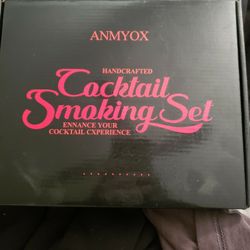 ANMYOX
HANDCRAFTED
Cocktail
Smoking Set
ENNANCE YOUR
COCKTAIL CXPERIENCE